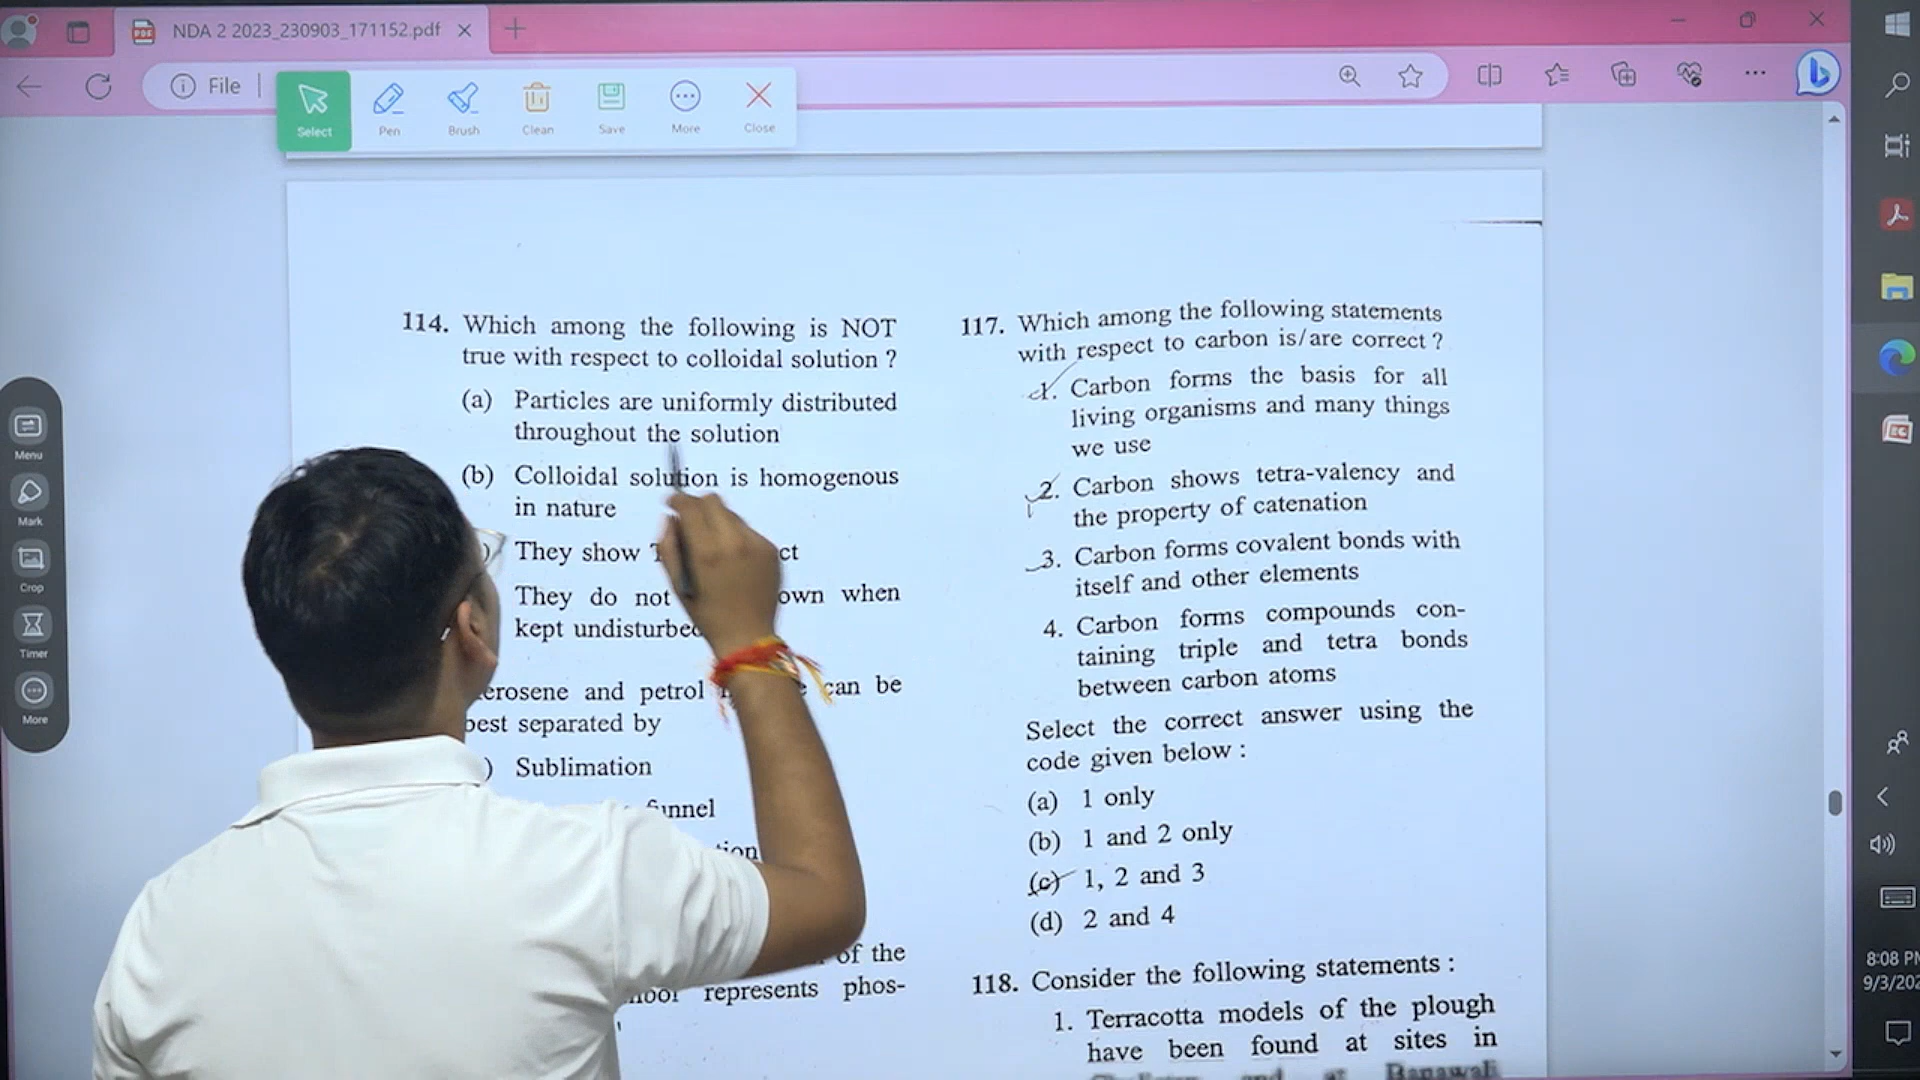 NDA 2 2023_230903_171152.pdf
File
Select
Pen
Brush
Clean
Save
More
Close
Menu
Mark
Crop
Timer
More
114. Which among the following is NOT
true with respect to colloidal solution ?
(a) Particles are uniformly distributed
throughout the solution
(b) Colloidal solution is homogenous
in nature
They show
They do not own when
kept undisturbed
and petrol can be
best separated by
Sublimation
of the
represents phos-
117. Which among the following statements
with respect to carbon is/are correct ?
1. Carbon forms the basis for all
living organisms and many things
we use
2. Carbon shows tetra-valency and
the property of catenation
3. Carbon forms covalent bonds with
itself and other elements
4. Carbon forms compounds con-
taining triple and tetra bonds
between carbon atoms
Select the correct answer using the
code given below :
(a) 1 only
(b) 1 and 2 only
(c) 1, 2 and 3
(d) 2 and 4
118. Consider the following statements :
1. Terracotta models of the plough
have been found at sites in
and at Banawali
8:08 PM
9/3/202